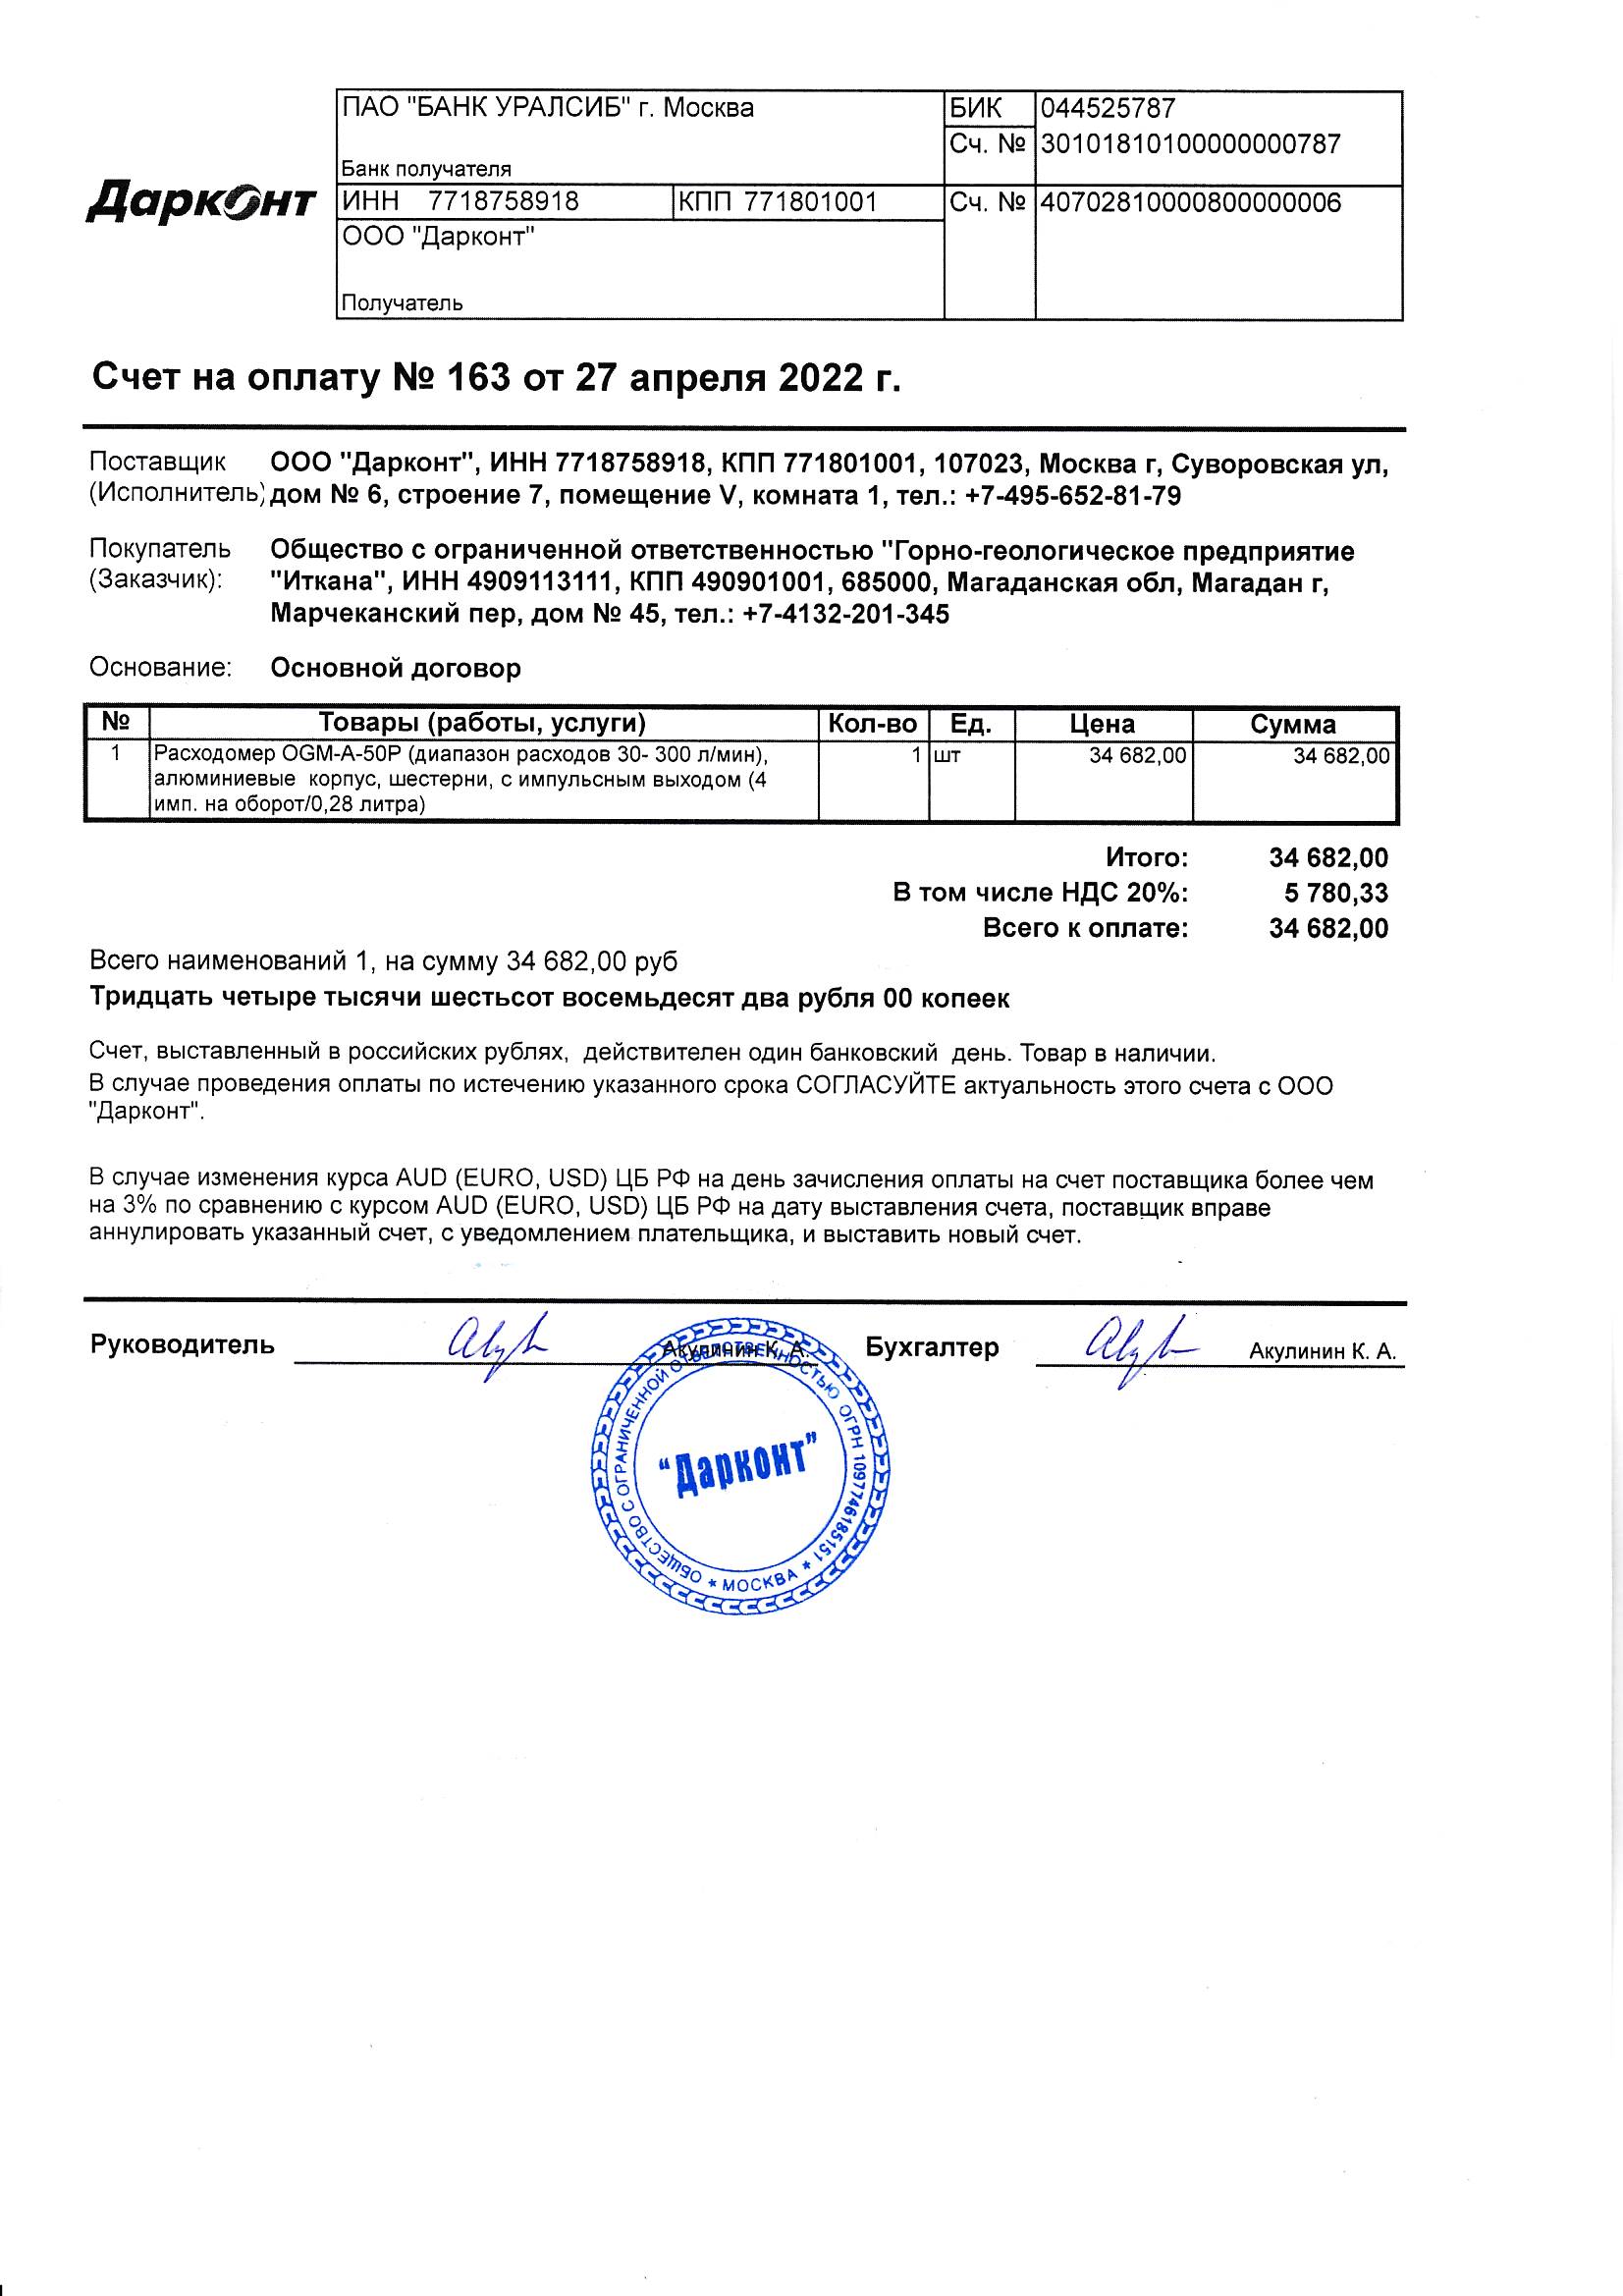 Дарконт
ПАО "БАНК УРАЛСИБ" г. Москва
БИК 044525787
Сч. № 30101810100000000787
Банк получателя
ИНН 7718758918 КПП 771801001 Сч. № 40702810000800000006
ООО "Дарконт"
Получатель
Счет на оплату № 163 от 27 апреля 2022 г.
Поставщик ООО "Дарконт", ИНН 7718758918, КПП 771801001, 107023, Москва г, Суворовская ул,
(Исполнитель) дом № 6, строение 7, помещение V, комната 1, тел.: +7-495-652-81-79
Покупатель Общество с ограниченной ответственностью "Горно-геологическое предприятие
(Заказчик): "Иткана", ИНН 4909113111, КПП 490901001, 685000, Магаданская обл, Магадан г,
Марчеканский пер, дом № 45, тел.: +7-4132-201-345
Основание: Основной договор
№ Товары (работы, услуги) Кол-во Ед. Цена Сумма
1 Расходомер OGM-A-50P (диапазон расходов 30- 300 л/мин), 1 шт 34 682,00 34 682,00
алюминиевые корпус, шестерни, с импульсным выходом (4
имп. на оборот/0,28 литра)
Итого: 34 682,00
В том числе НДС 20%: 5 780,33
Всего к оплате: 34 682,00
Всего наименований 1, на сумму 34 682,00 руб
Тридцать четыре тысячи шестьсот восемьдесят два рубля 00 копеек
Счет, выставленный в российских рублях, действителен один банковский день. Товар в наличии.
В случае проведения оплаты по истечению указанного срока СОГЛАСУЙТЕ актуальность этого счета с ООО
"Дарконт".
В случае изменения курса AUD (EURO, USD) ЦБ РФ на день зачисления оплаты на счет поставщика более чем
на 3% по сравнению с курсом AUD (EURO, USD) ЦБ РФ на дату выставления счета, поставщик вправе
аннулировать указанный счет, с уведомлением плательщика, и выставить новый счет.
Руководитель Акулинин К. А. Бухгалтер Акулинин К. А.
ОБЩЕСТВО С ОГРАНИЧЕННОЙ ОТВЕТСТВЕННОСТЬЮ ОГРН 1097746185151
"Дарконт"
* МОСКВА *